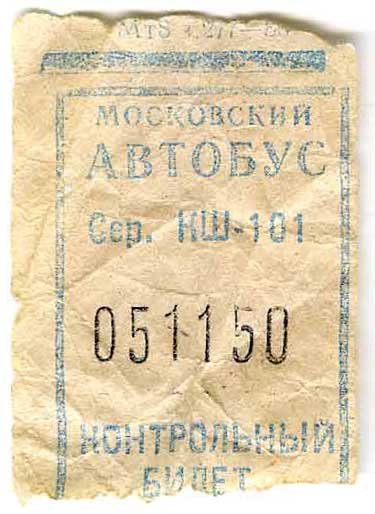 МОСКОВСКИЙ
АВТОБУС
Сер. КШ-101
051150
КОНТРОЛЬНЫЙ
БИЛЕТ